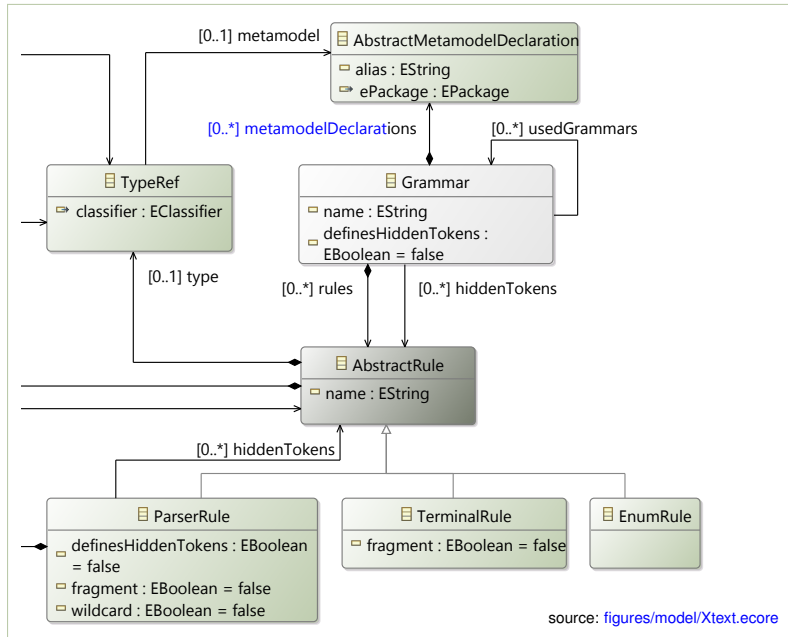 [0..1] metamodel
AbstractMetamodelDeclaration
alias : EString
ePackage : EPackage
[0..*] metamodelDeclarations
[0..*] usedGrammars
TypeRef
classifier : EClassifier
Grammar
name : EString
definesHiddenTokens :
EBoolean = false
[0..1] type
[0..*] rules
[0..*] hiddenTokens
AbstractRule
name : EString
[0..*] hiddenTokens
ParserRule
definesHiddenTokens : EBoolean
= false
fragment : EBoolean = false
wildcard : EBoolean = false
TerminalRule
fragment : EBoolean = false
EnumRule
source: figures/model/Xtext.ecore